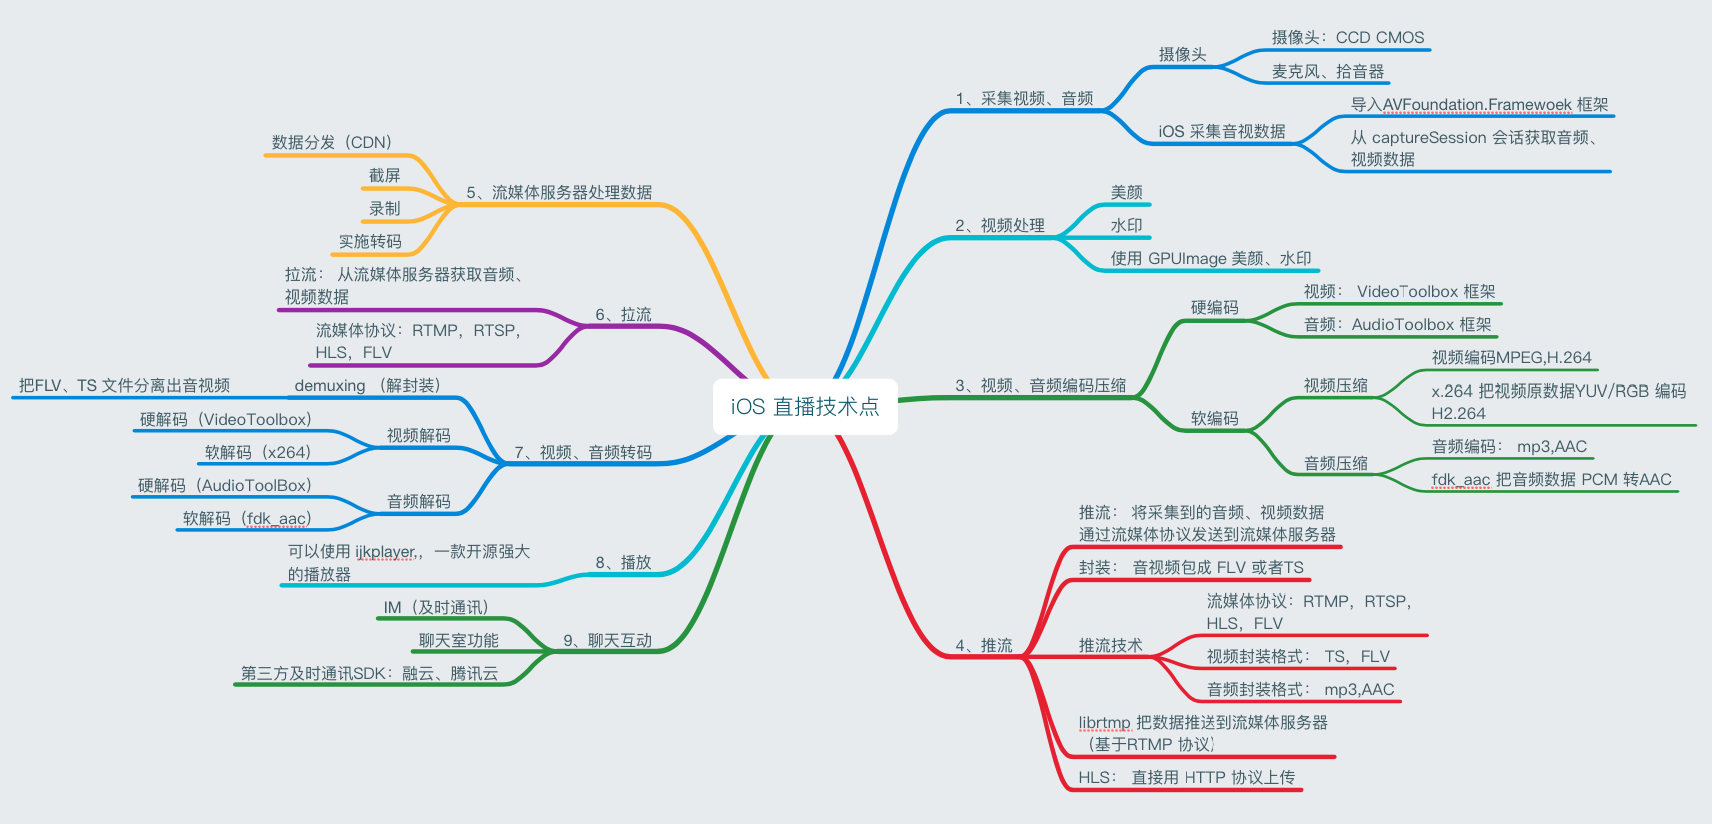 iOS 直播技术点
1、采集视频、音频
摄像头
摄像头：CCD CMOS
麦克风、拾音器
iOS 采集音视数据
导入AVFoundation.Framewoek 框架
从 captureSession 会话获取音频、
视频数据
2、视频处理
美颜
水印
使用 GPUImage 美颜、水印
3、视频、音频编码压缩
硬编码
视频： VideoToolbox 框架
音频：AudioToolbox 框架
软编码
视频压缩
视频编码MPEG,H.264
x.264 把视频原数据YUV/RGB 编码
H2.264
音频压缩
音频编码： mp3,AAC
fdk_aac 把音频数据 PCM 转AAC
4、推流
推流： 将采集到的音频、视频数据
通过流媒体协议发送到流媒体服务器
封装： 音视频包成 FLV 或者TS
推流技术
流媒体协议：RTMP，RTSP，
HLS，FLV
视频封装格式： TS，FLV
音频封装格式： mp3,AAC
librtmp 把数据推送到流媒体服务器
（基于RTMP 协议）
HLS： 直接用 HTTP 协议上传
5、流媒体服务器处理数据
数据分发（CDN）
截屏
录制
实施转码
6、拉流
拉流： 从流媒体服务器获取音频、
视频数据
流媒体协议：RTMP，RTSP，
HLS，FLV
7、视频、音频转码
demuxing （解封装）
把FLV、TS 文件分离出音视频
视频解码
硬解码（VideoToolbox）
软解码（x264）
音频解码
硬解码（AudioToolBox）
软解码（fdk_aac）
8、播放
可以使用 ijkplayer,，一款开源强大
的播放器
9、聊天互动
IM（及时通讯）
聊天室功能
第三方及时通讯SDK：融云、腾讯云